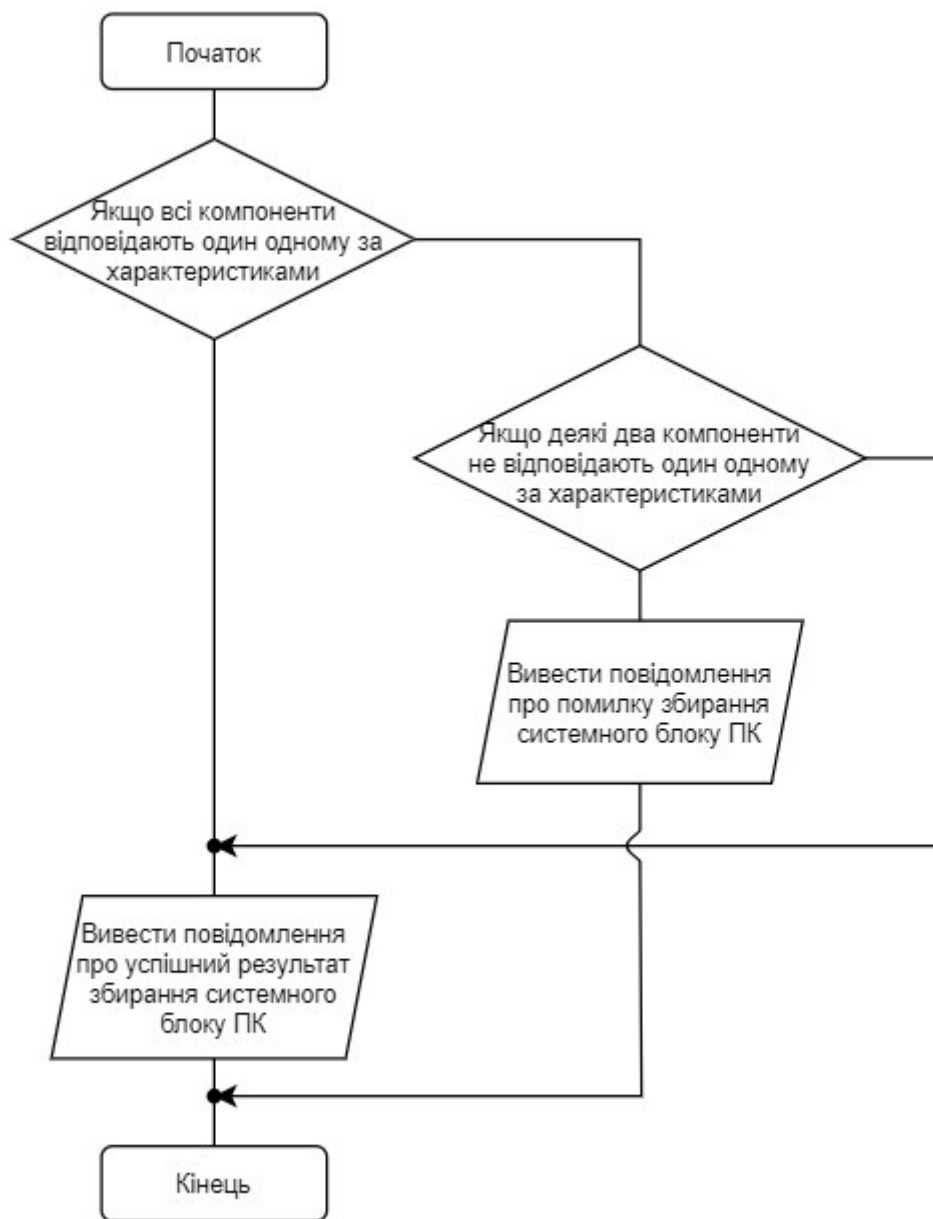 Початок
Якщо всі компоненти
відповідають один одному за
характеристиками
Якщо деякі два компоненти
не відповідають один одному
за характеристиками
Вивести повідомлення
про помилку збирання
системного блоку ПК
Вивести повідомлення
про успішний результат
збирання системного
блоку ПК
Кінець